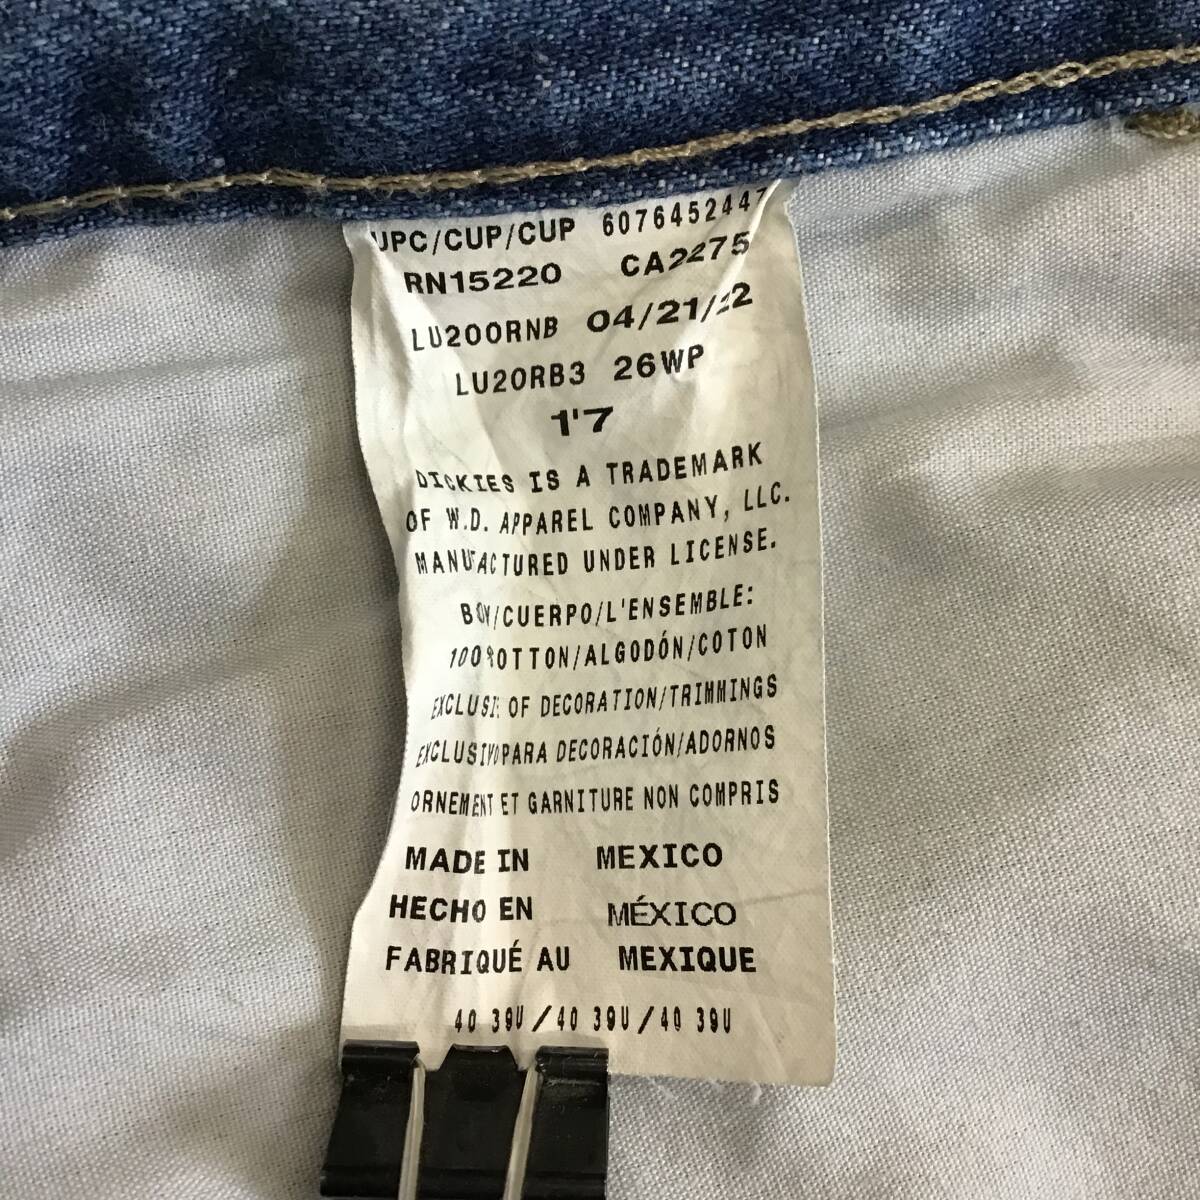 UPC/CUP/CUP 6076452447
RN15220 CA2275
LU200RNB 04/21/22
LU20RB3 26WP
1'7
DICKIES IS A TRADEMARK
OF W.D. APPAREL COMPANY, LLC.
MANUFACTURED UNDER LICENSE.
BODY/CUERPO/L'ENSEMBLE:
100% COTTON/ALGODÓN/COTON
EXCLUSIVE OF DECORATION/TRIMMINGS
EXCLUSIVO PARA DECORACIÓN/ADORNOS
ORNEMENT ET GARNITURE NON COMPRIS
MADE IN MEXICO
HECHO EN MÉXICO
FABRIQUÉ AU MEXIQUE
40 39U/40 39U/40 39U